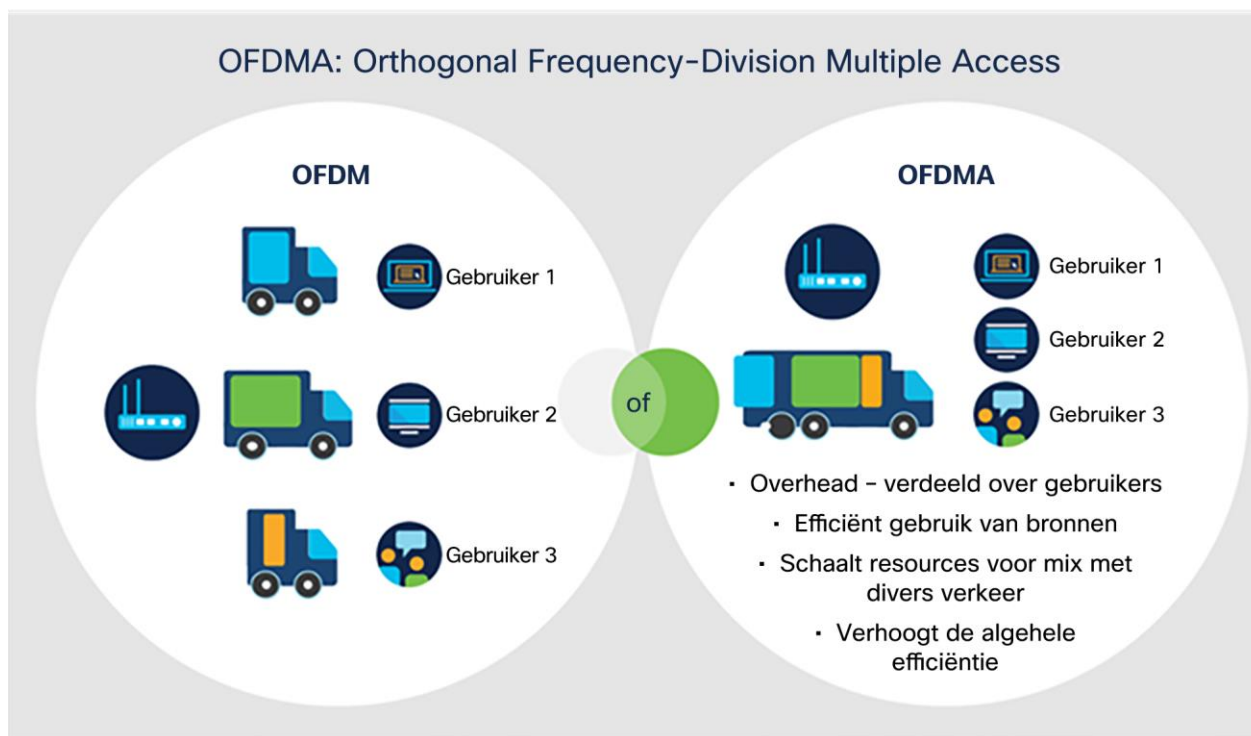 OFDMA: Orthogonal Frequency-Division Multiple Access
OFDM
Gebruiker 1
Gebruiker 2
Gebruiker 3
of
OFDMA
Gebruiker 1
Gebruiker 2
Gebruiker 3
▪ Overhead – verdeeld over gebruikers
▪ Efficiënt gebruik van bronnen
▪ Schaalt resources voor mix met
divers verkeer
▪ Verhoogt de algehele
efficiëntie